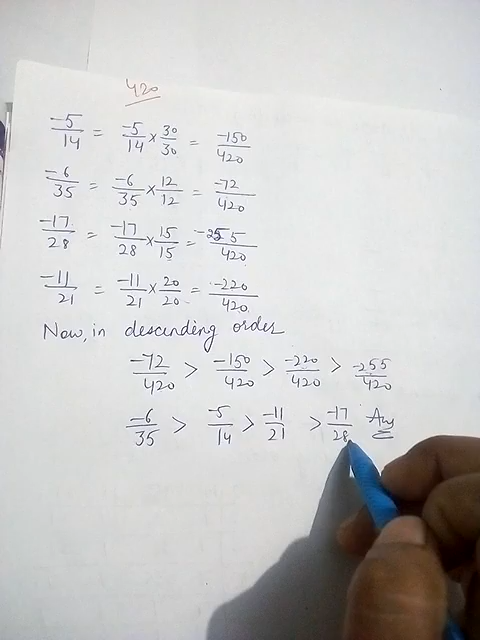 420
-5/14 = -5/14 × 30/30 = -150/420
-6/35 = -6/35 × 12/12 = -72/420
-17/28 = -17/28 × 15/15 = -255/420
-11/21 = -11/21 × 20/20 = -220/420
Now, in descinding order
-72/420 > -150/420 > -220/420 > -255/420
-6/35 > -5/14 > -11/21 > -17/28 Ans